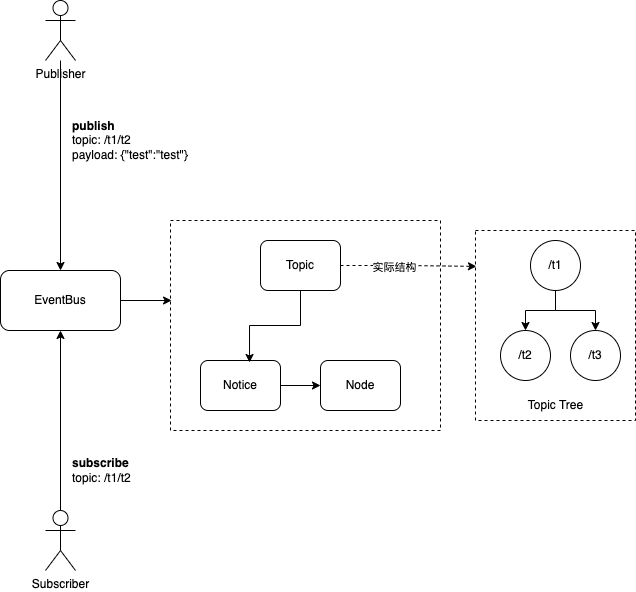 Publisher
publish
topic: /t1/t2
payload: {"test":"test"}
EventBus
Topic
实际结构
Notice
Node
/t1
/t2
/t3
Topic Tree
subscribe
topic: /t1/t2
Subscriber